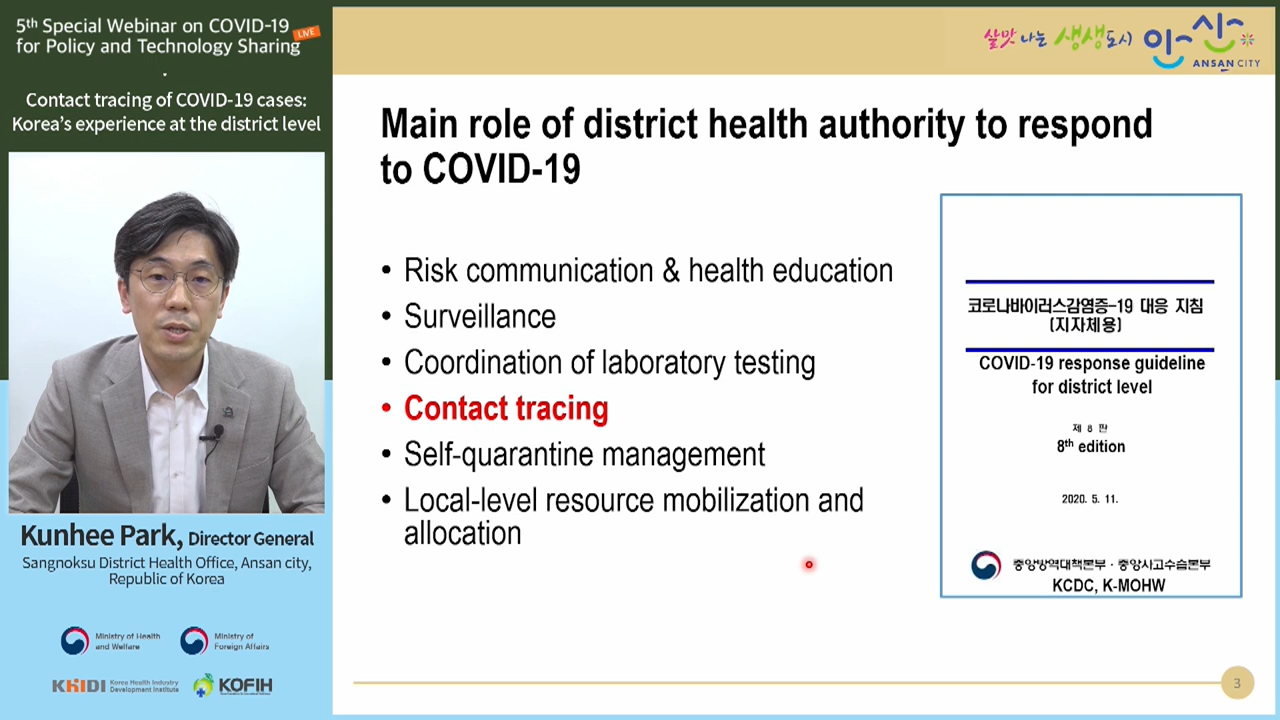 5th Special Webinar on COVID-19
for Policy and Technology Sharing
LIVE
Contact tracing of COVID-19 cases:
Korea's experience at the district level
Kunhee Park, Director General
Sangnoksu District Health Office, Ansan city,
Republic of Korea
Ministry of Health
and Welfare
Ministry of
Foreign Affairs
KHIDI Korea Health Industry
Development Institute
KOFIH
살맛 나는 생생도시 안산
ANSAN CITY
Main role of district health authority to respond
to COVID-19
• Risk communication & health education
• Surveillance
• Coordination of laboratory testing
• Contact tracing
• Self-quarantine management
• Local-level resource mobilization and
allocation
코로나바이러스감염증-19 대응 지침
(지자체용)
COVID-19 response guideline
for district level
제 8 판
8th edition
2020. 5. 11.
중앙방역대책본부 · 중앙사고수습본부
KCDC, K-MOHW
3